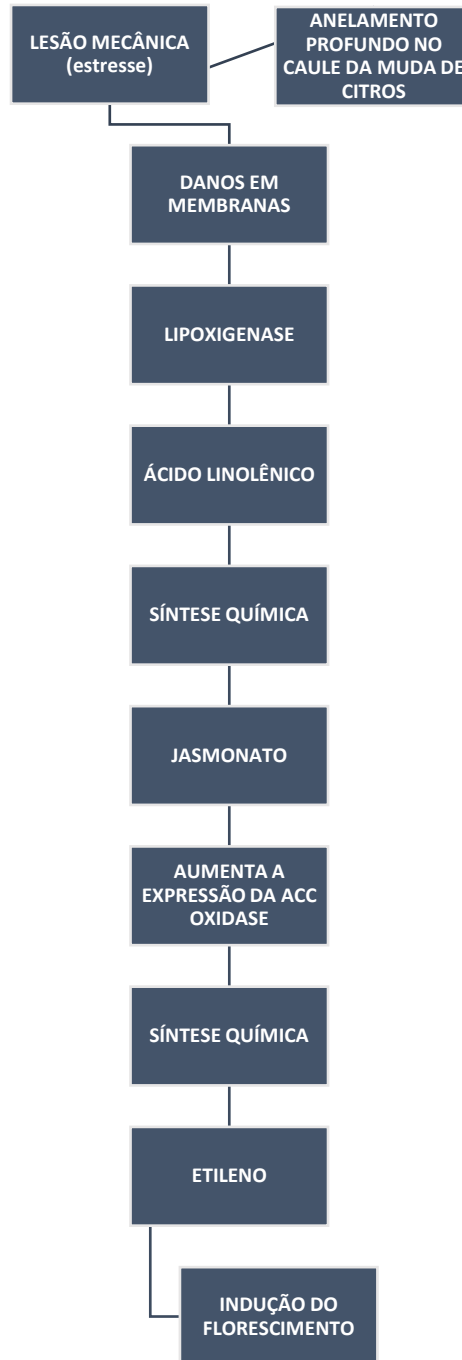 LESÃO MECÂNICA
(estresse)
ANELAMENTO
PROFUNDO NO
CAULE DA MUDA DE
CITROS
DANOS EM
MEMBRANAS
LIPOXIGENASE
ÁCIDO LINOLÊNICO
SÍNTESE QUÍMICA
JASMONATO
AUMENTA A
EXPRESSÃO DA ACC
OXIDASE
SÍNTESE QUÍMICA
ETILENO
INDUÇÃO DO
FLORESCIMENTO